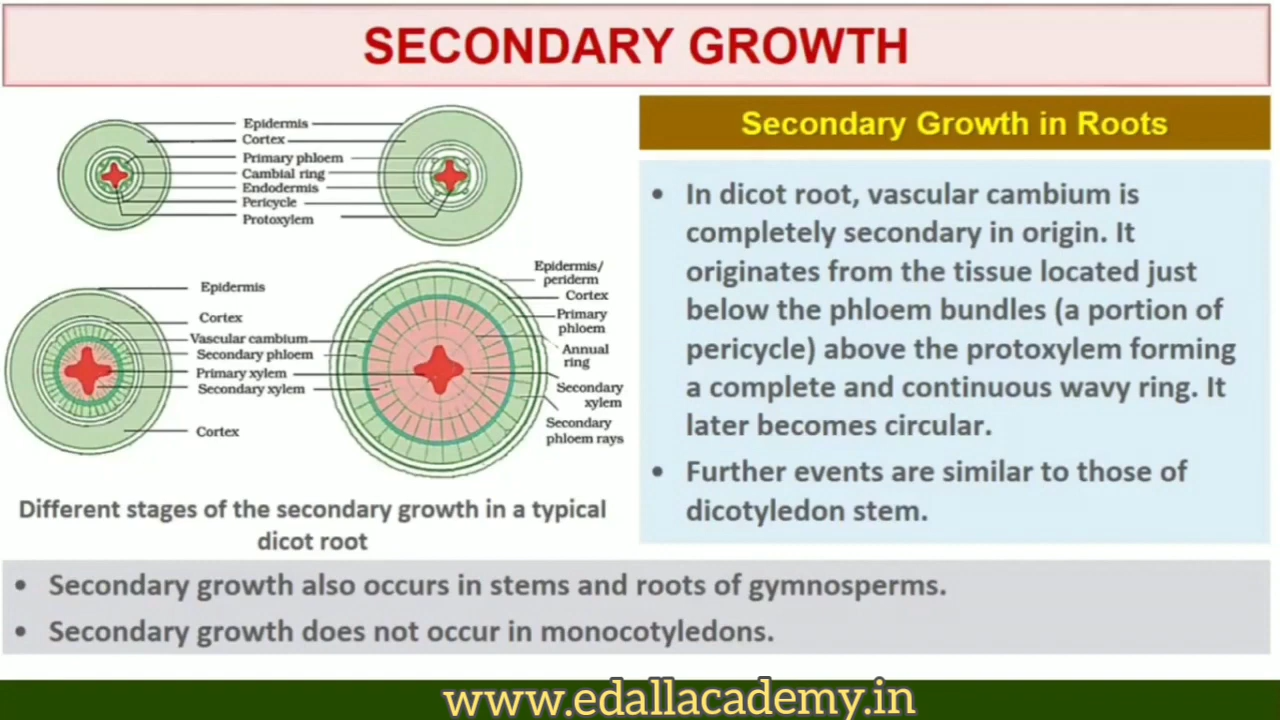 SECONDARY GROWTH
Epidermis
Cortex
Primary phloem
Cambial ring
Endodermis
Pericycle
Protoxylem
Epidermis
Cortex
Vascular cambium
Secondary phloem
Primary xylem
Secondary xylem
Cortex
Epidermis/
periderm
Cortex
Primary
phloem
Annual
ring
Secondary
xylem
Secondary
phloem rays
Different stages of the secondary growth in a typical
dicot root
Secondary Growth in Roots
• In dicot root, vascular cambium is
completely secondary in origin. It
originates from the tissue located just
below the phloem bundles (a portion of
pericycle) above the protoxylem forming
a complete and continuous wavy ring. It
later becomes circular.
• Further events are similar to those of
dicotyledon stem.
• Secondary growth also occurs in stems and roots of gymnosperms.
• Secondary growth does not occur in monocotyledons.
www.edallacademy.in